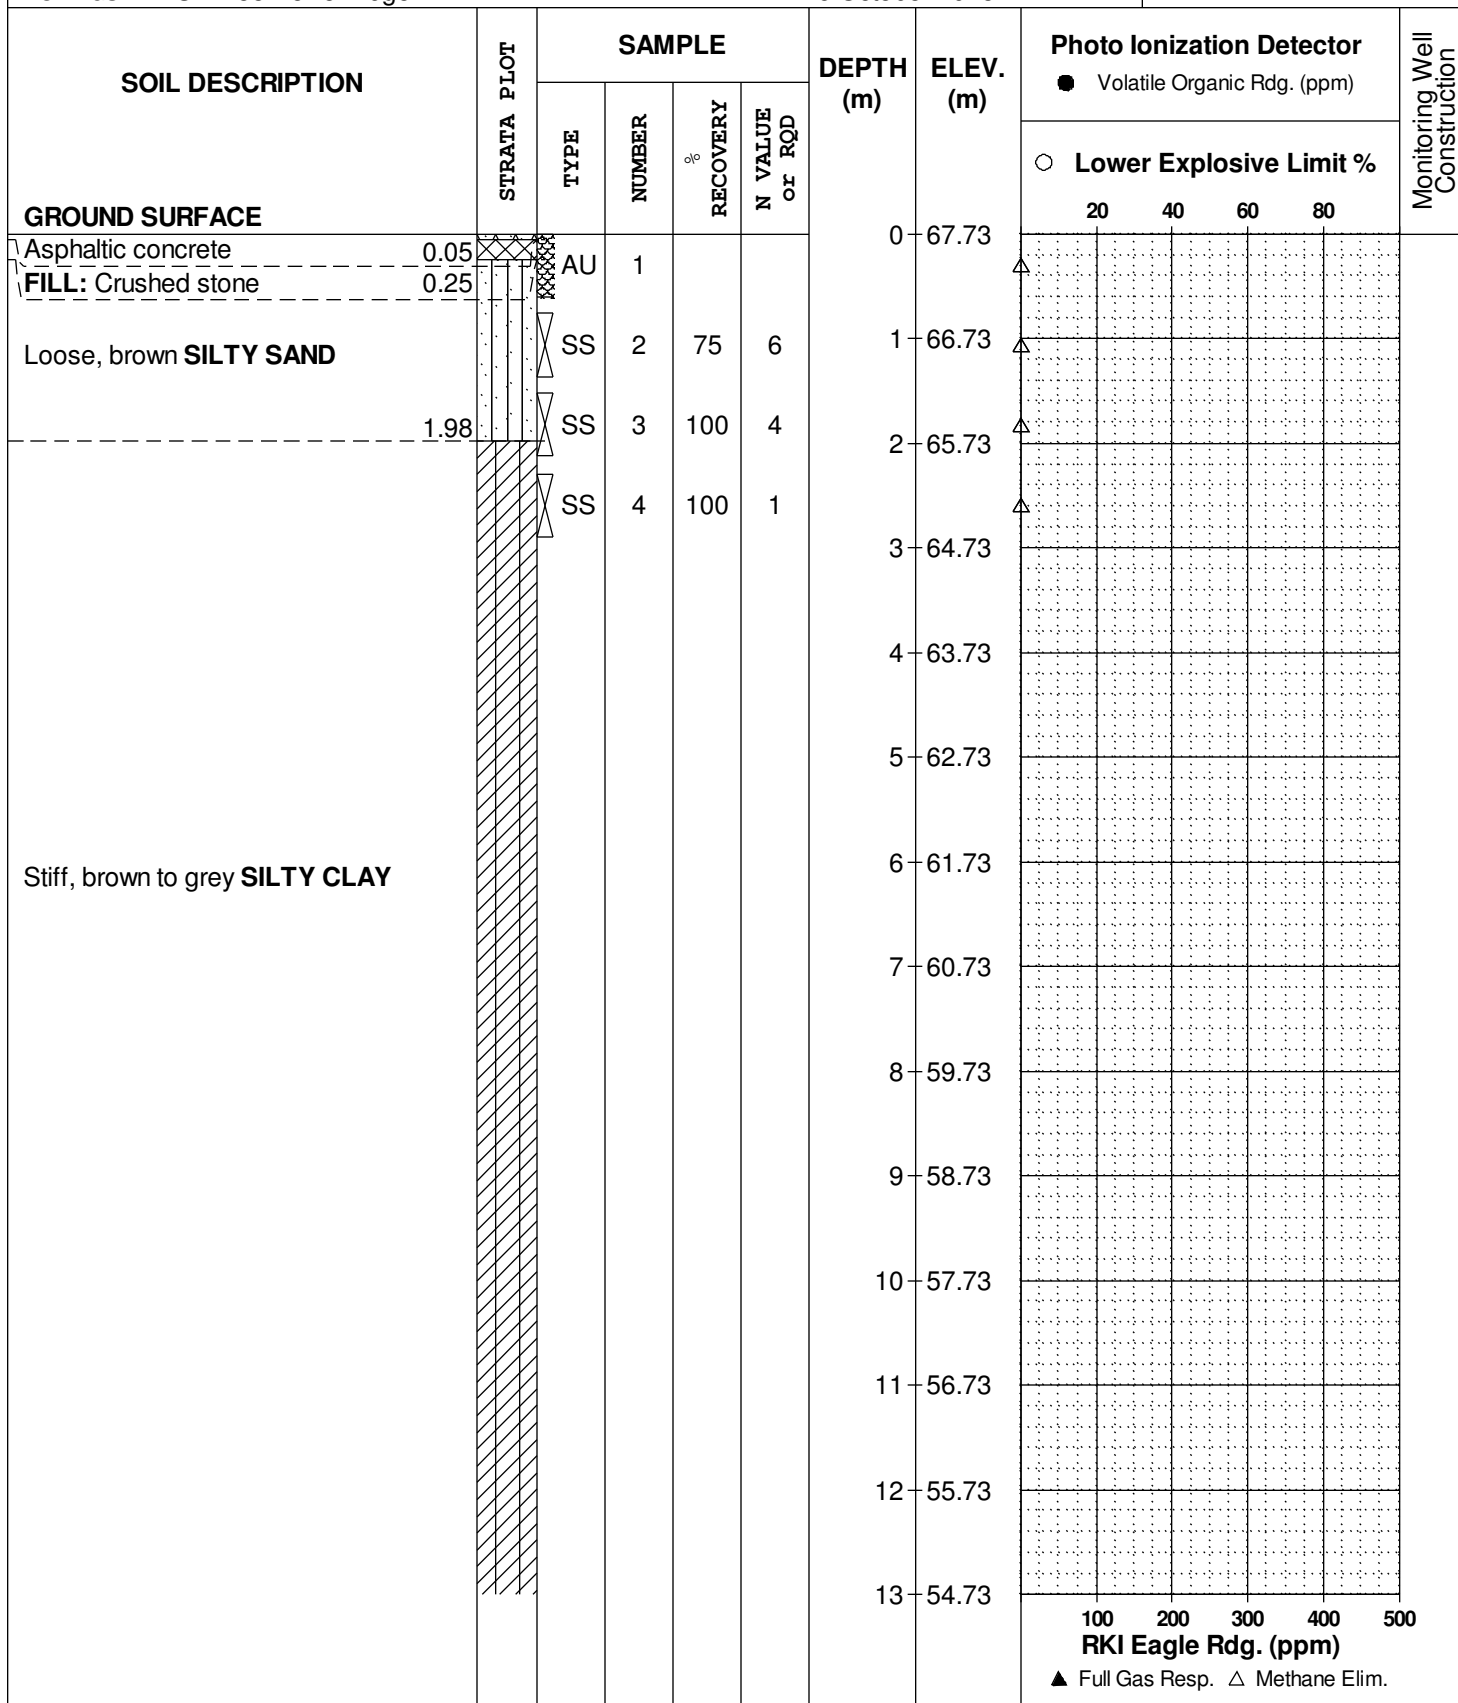 SOIL DESCRIPTION
GROUND SURFACE
STRATA PLOT
SAMPLE
TYPE
NUMBER
% RECOVERY
N VALUE or RQD
DEPTH (m)
ELEV. (m)
Photo Ionization Detector
● Volatile Organic Rdg. (ppm)
○ Lower Explosive Limit %
20 40 60 80
Monitoring Well Construction
Asphaltic concrete 0.05
FILL: Crushed stone 0.25
Loose, brown SILTY SAND
1.98
Stiff, brown to grey SILTY CLAY
AU 1
SS 2 75 6
SS 3 100 4
SS 4 100 1
0 67.73
1 66.73
2 65.73
3 64.73
4 63.73
5 62.73
6 61.73
7 60.73
8 59.73
9 58.73
10 57.73
11 56.73
12 55.73
13 54.73
100 200 300 400 500
RKI Eagle Rdg. (ppm)
▲ Full Gas Resp. △ Methane Elim.